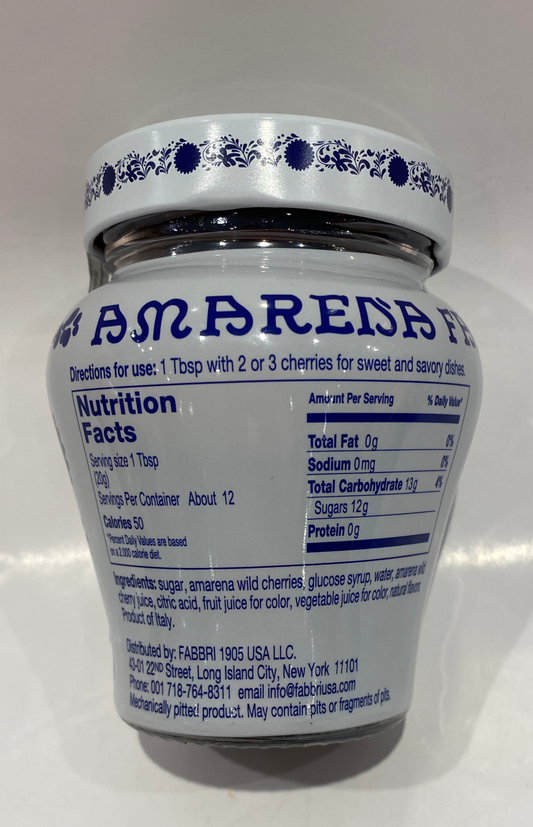 AMARENA FA
Directions for use: 1 Tbsp with 2 or 3 cherries for sweet and savory dishes.
Nutrition
Facts
Serving size 1 Tbsp
(20g)
Servings Per Container About 12
Calories 50
*Percent Daily Values are based
on a 2,000 calorie diet.
Amount Per Serving % Daily Value*
Total Fat 0g 0%
Sodium 0mg 0%
Total Carbohydrate 13g 4%
Sugars 12g
Protein 0g
Ingredients: sugar, amarena wild cherries, glucose syrup, water, amarena wild
cherry juice, citric acid, fruit juice for color, vegetable juice for color, natural flavors
Product of Italy.
Distributed by: FABBRI 1905 USA LLC.
43-01 22ND Street, Long Island City, New York 11101
Phone: 001 718-764-8311 email info@fabbriusa.com
Mechanically pitted product. May contain pits or fragments of pits.